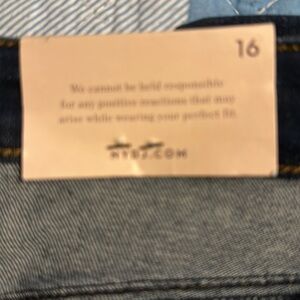 16
We cannot be held responsible
for any positive reactions that may
arise while wearing your perfect fit.
NYDJ.COM